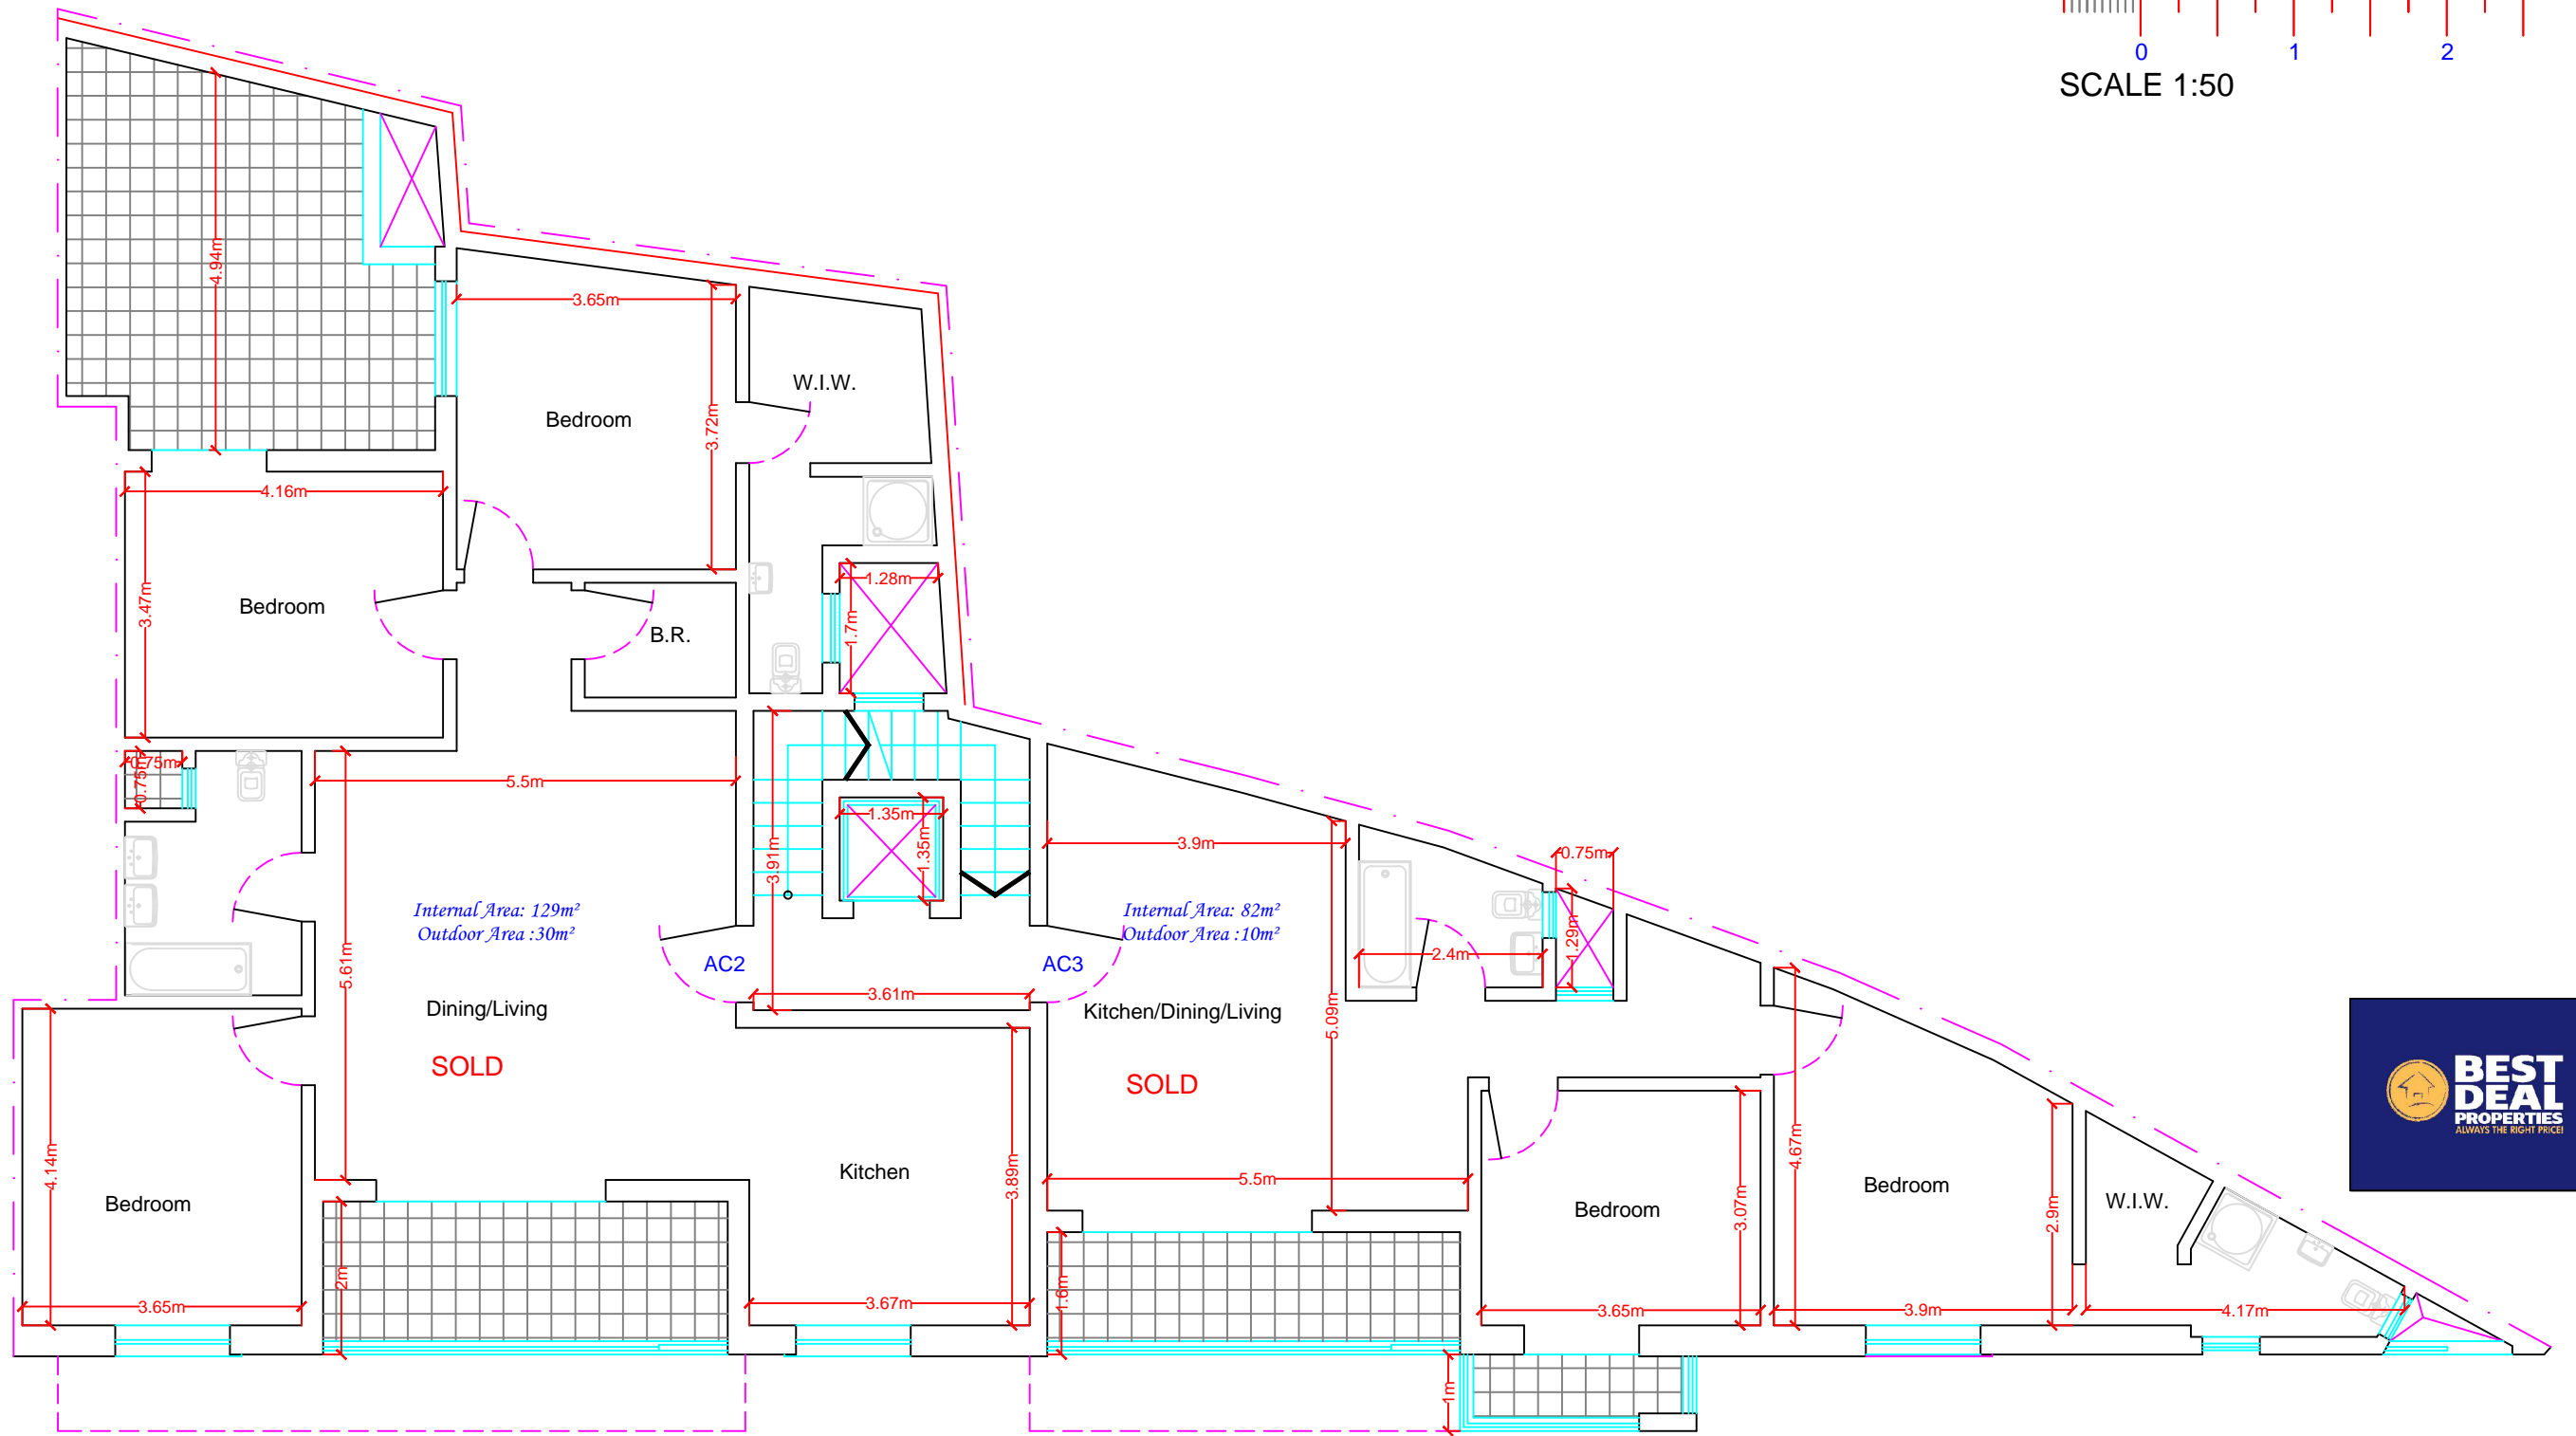 0 1 2
SCALE 1:50
4.94m
3.65m
W.I.W.
Bedroom
3.72m
4.16m
3.47m
Bedroom
1.28m
1.7m
B.R.
0.75m
0.75m
5.5m
1.35m
1.35m
3.91m
3.9m
0.75m
Internal Area: 129m²
Outdoor Area :30m²
Internal Area: 82m²
Outdoor Area :10m²
1.29m
2.4m
AC2
AC3
5.61m
3.61m
Dining/Living
Kitchen/Dining/Living
5.09m
SOLD
SOLD
BEST
DEAL
PROPERTIES
ALWAYS THE RIGHT PRICE!
4.14m
4.67m
3.89m
Kitchen
5.5m
Bedroom
Bedroom
Bedroom
3.07m
2.9m
W.I.W.
2m
1.6m
3.65m
3.67m
3.65m
3.9m
4.17m
1m